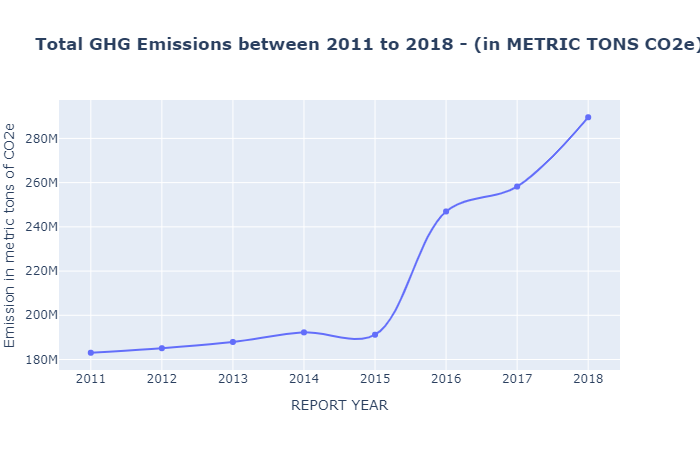 Total GHG Emissions between 2011 to 2018 - (in METRIC TONS CO2e)
Emission in metric tons of CO2e
280M
260M
240M
220M
200M
180M
2011 2012 2013 2014 2015 2016 2017 2018
REPORT YEAR